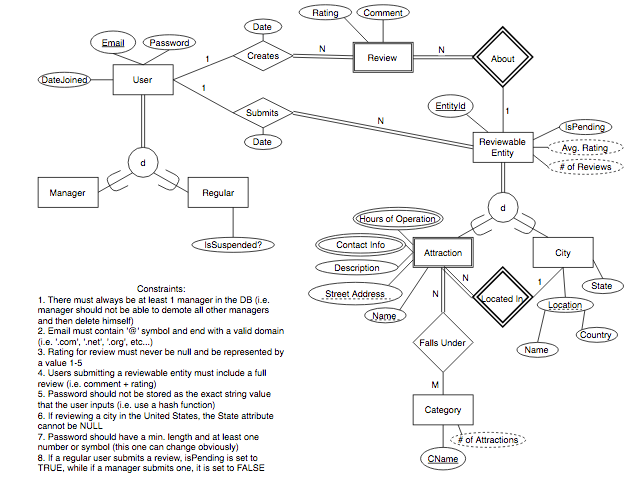 Rating
Comment
Date
Email
Password
1
N
N
Creates
Review
About
DateJoined
User
1
EntityId
1
Submits
N
IsPending
Reviewable
Entity
Avg. Rating
Date
# of Reviews
d
Manager
Regular
d
Hours of Operation
IsSuspended?
Contact Info
Attraction
City
Description
N
1
State
Street Address
N
Located In
Location
Name
Country
Falls Under
Name
M
Category
# of Attractions
CName
Constraints:
1. There must always be at least 1 manager in the DB (i.e.
manager should not be able to demote all other managers
and then delete himself)
2. Email must contain '@' symbol and end with a valid domain
(i.e. '.com', '.net', '.org', etc...)
3. Rating for review must never be null and be represented by
a value 1-5
4. Users submitting a reviewable entity must include a full
review (i.e. comment + rating)
5. Password should not be stored as the exact string value
that the user inputs (i.e. use a hash function)
6. If reviewing a city in the United States, the State attribute
cannot be NULL
7. Password should have a min. length and at least one
number or symbol (this one can change obviously)
8. If a regular user submits a review, isPending is set to
TRUE, while if a manager submits one, it is set to FALSE